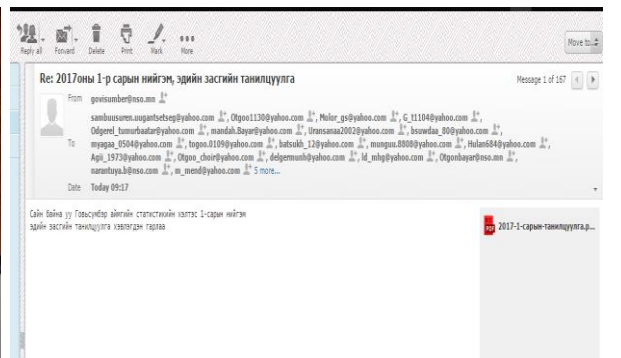 Reply all Forward Delete Print Mark More
Move to...
Re: 2017оны 1-р сарын нийгэм, эдийн засгийн танилцуулга
Message 1 of 167
From govisumber@nso.mn
sambuusuren.uugantsetseg@yahoo.com, Otgoo1130@yahoo.com, Molor_gs@yahoo.com, G_t1104@yahoo.com,
Odgerel_tumurbaatar@yahoo.com, mandah.Bayar@yahoo.com, Uransanaa2002@yahoo.com, bsuwdaa_80@yahoo.com,
To myagaa_0504@yahoo.com, togoo.0109@yahoo.com, batsukh_12@yahoo.com, munguu.8808@yahoo.com, Hulan684@yahoo.com,
Agii_1973@yahoo.com, Otgoo_choir@yahoo.com, delgermunh@yahoo.com, id_mhg@yahoo.com, Otgonbayar@nso.mn,
narantuya.b@nso.mn, m_mend@yahoo.com, 5 more...
Date Today 09:17
Сайн байна уу Говьсүмбэр аймгийн статистикийн хэлтэс 1-сарын нийгэм
эдийн засгийн танилцуулга хэвлэгдэн гарлаа
2017-1-сарын-танилцуулга.p...